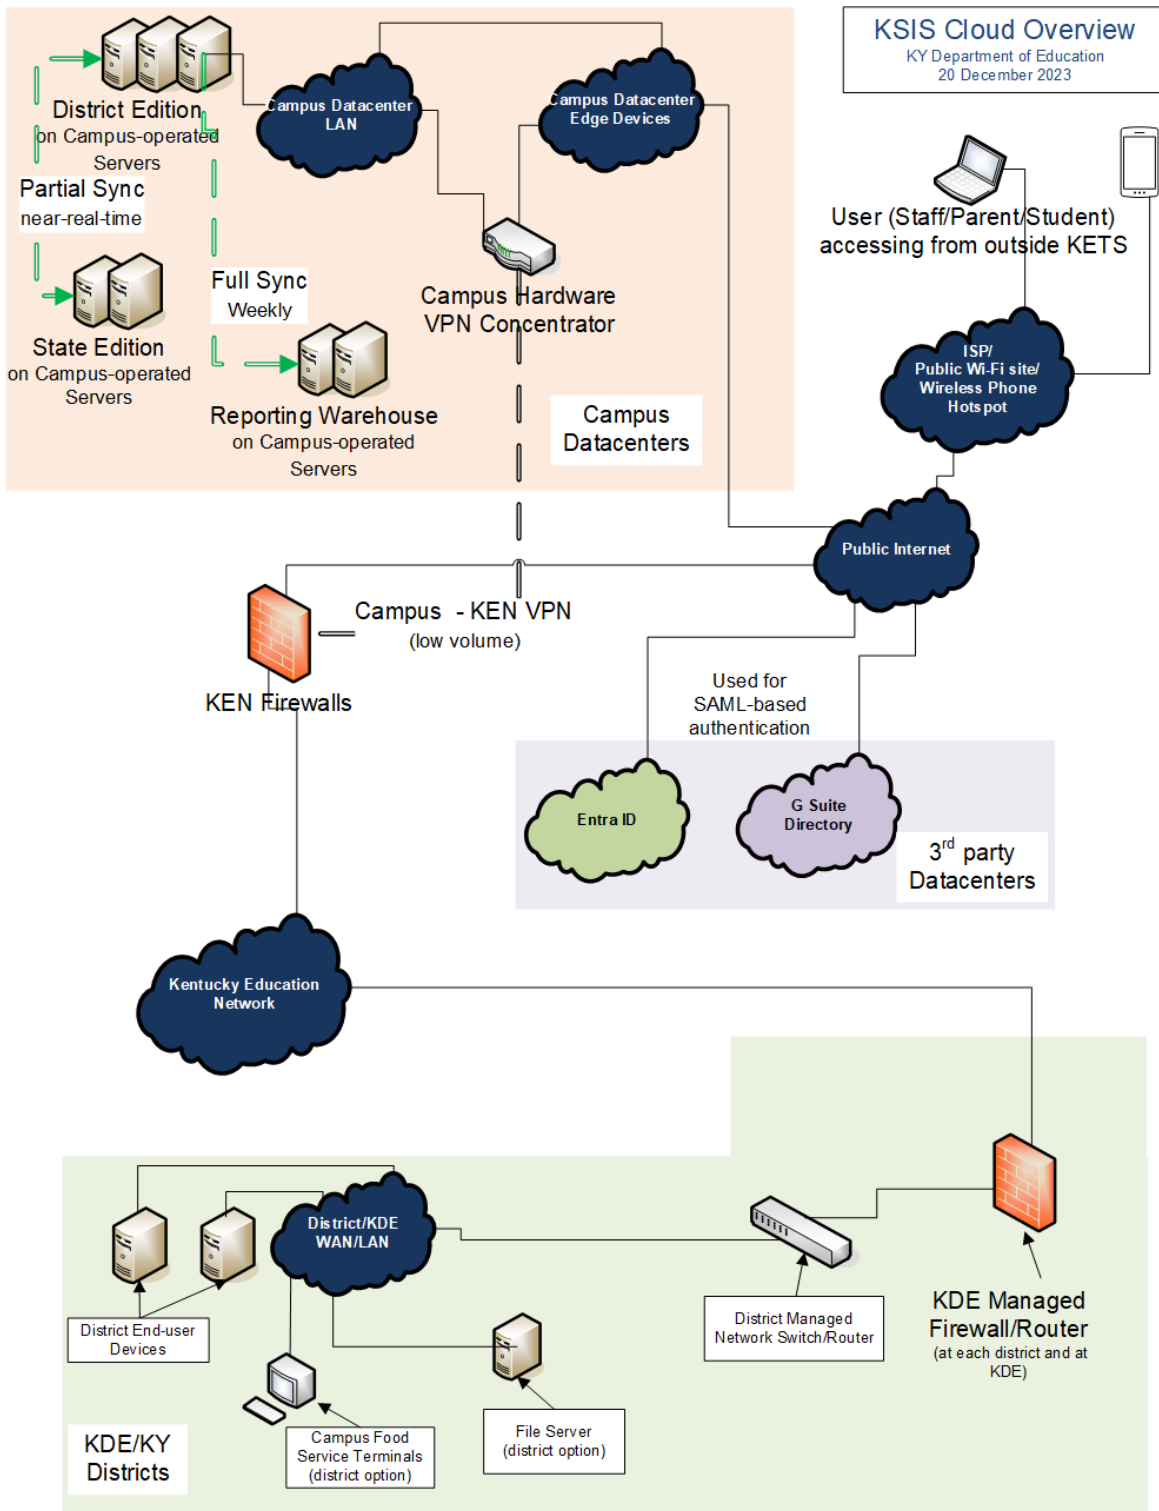 KSIS Cloud Overview
KY Department of Education
20 December 2023
District Edition
on Campus-operated
Servers
Partial Sync
near-real-time
State Edition
on Campus-operated
Servers
Full Sync
Weekly
Reporting Warehouse
on Campus-operated
Servers
Campus Datacenter
LAN
Campus Datacenter
Edge Devices
Campus Hardware
VPN Concentrator
Campus
Datacenters
User (Staff/Parent/Student)
accessing from outside KETS
ISP/
Public Wi-Fi site/
Wireless Phone
Hotspot
Public Internet
Campus - KEN VPN
(low volume)
KEN Firewalls
Used for
SAML-based
authentication
Entra ID
G Suite
Directory
3rd party
Datacenters
Kentucky Education
Network
District/KDE
WAN/LAN
District End-user
Devices
Campus Food
Service Terminals
(district option)
File Server
(district option)
District Managed
Network Switch/Router
KDE Managed
Firewall/Router
(at each district and at
KDE)
KDE/KY
Districts